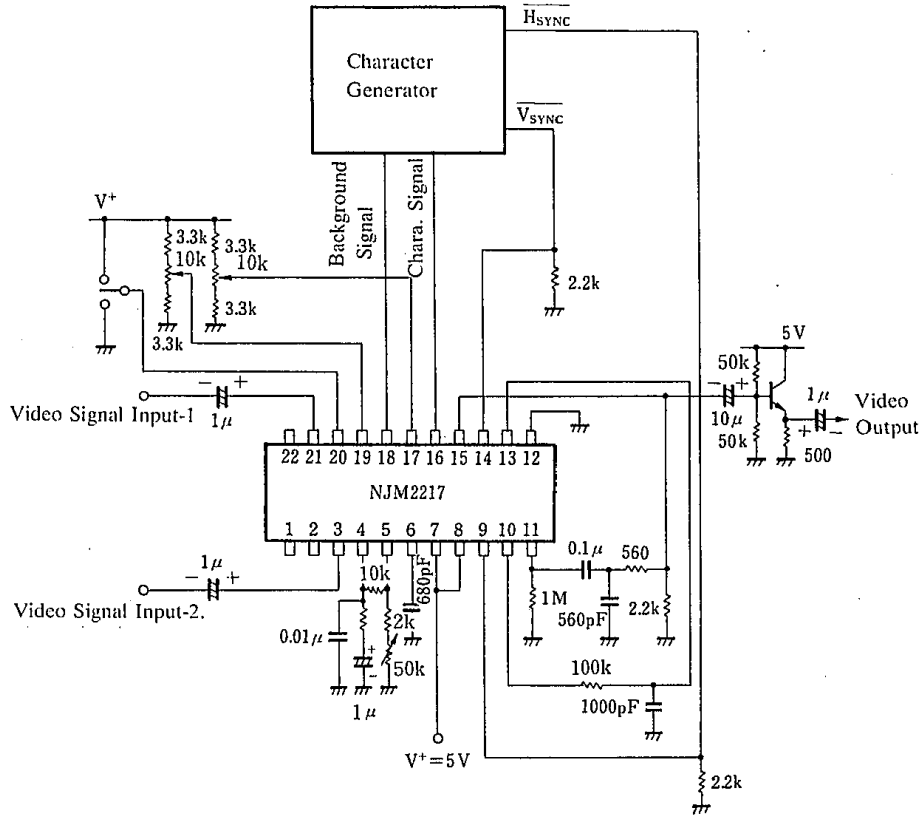 H̅S̅Y̅N̅C̅
Character
Generator
V̅S̅Y̅N̅C̅
Background
Signal
Chara. Signal
V⁺
3.3k
3.3k
10k
10k
3.3k
3.3k
2.2k
5V
50k
Video Signal Input-1
− +
1μ
− +
10μ
50k
1μ
+ −
500
Video
Output
22 21 20 19 18 17 16 15 14 13 12
NJM2217
1 2 3 4 5 6 7 8 9 10 11
1μ
− +
Video Signal Input-2.
10k
680pF
0.1μ
560
1M
560pF
2.2k
0.01μ
2k
+
−
50k
1μ
100k
1000pF
V⁺=5V
2.2k